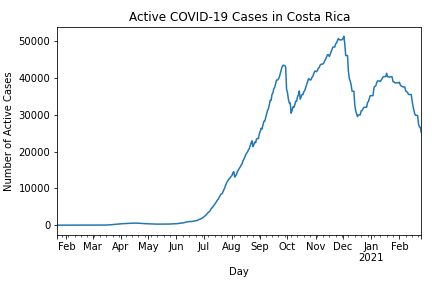 Active COVID-19 Cases in Costa Rica
Number of Active Cases
50000
40000
30000
20000
10000
0
Feb Mar Apr May Jun Jul Aug Sep Oct Nov Dec Jan Feb
2021
Day